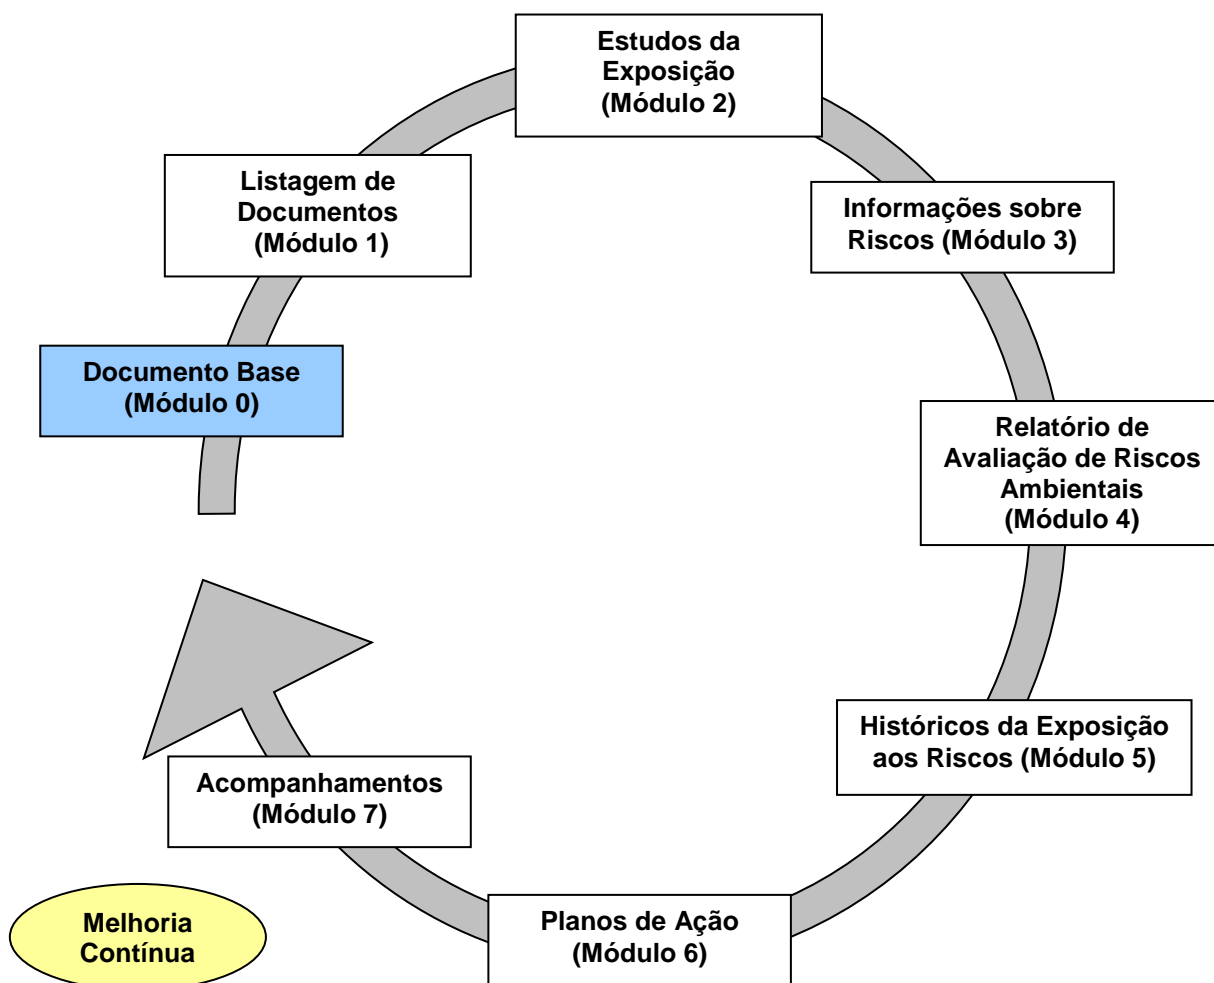 Estudos da
Exposição
(Módulo 2)
Listagem de
Documentos
(Módulo 1)
Informações sobre
Riscos (Módulo 3)
Documento Base
(Módulo 0)
Relatório de
Avaliação de Riscos
Ambientais
(Módulo 4)
Históricos da Exposição
aos Riscos (Módulo 5)
Acompanhamentos
(Módulo 7)
Planos de Ação
(Módulo 6)
Melhoria
Contínua